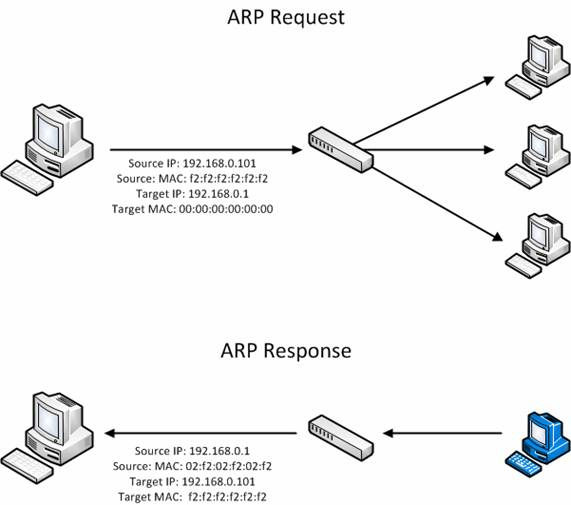 ARP Request
Source IP: 192.168.0.101
Source: MAC: f2:f2:f2:f2:f2:f2
Target IP: 192.168.0.1
Target MAC: 00:00:00:00:00:00
ARP Response
Source IP: 192.168.0.1
Source: MAC: 02:f2:02:f2:02:f2
Target IP: 192.168.0.101
Target MAC:  f2:f2:f2:f2:f2:f2